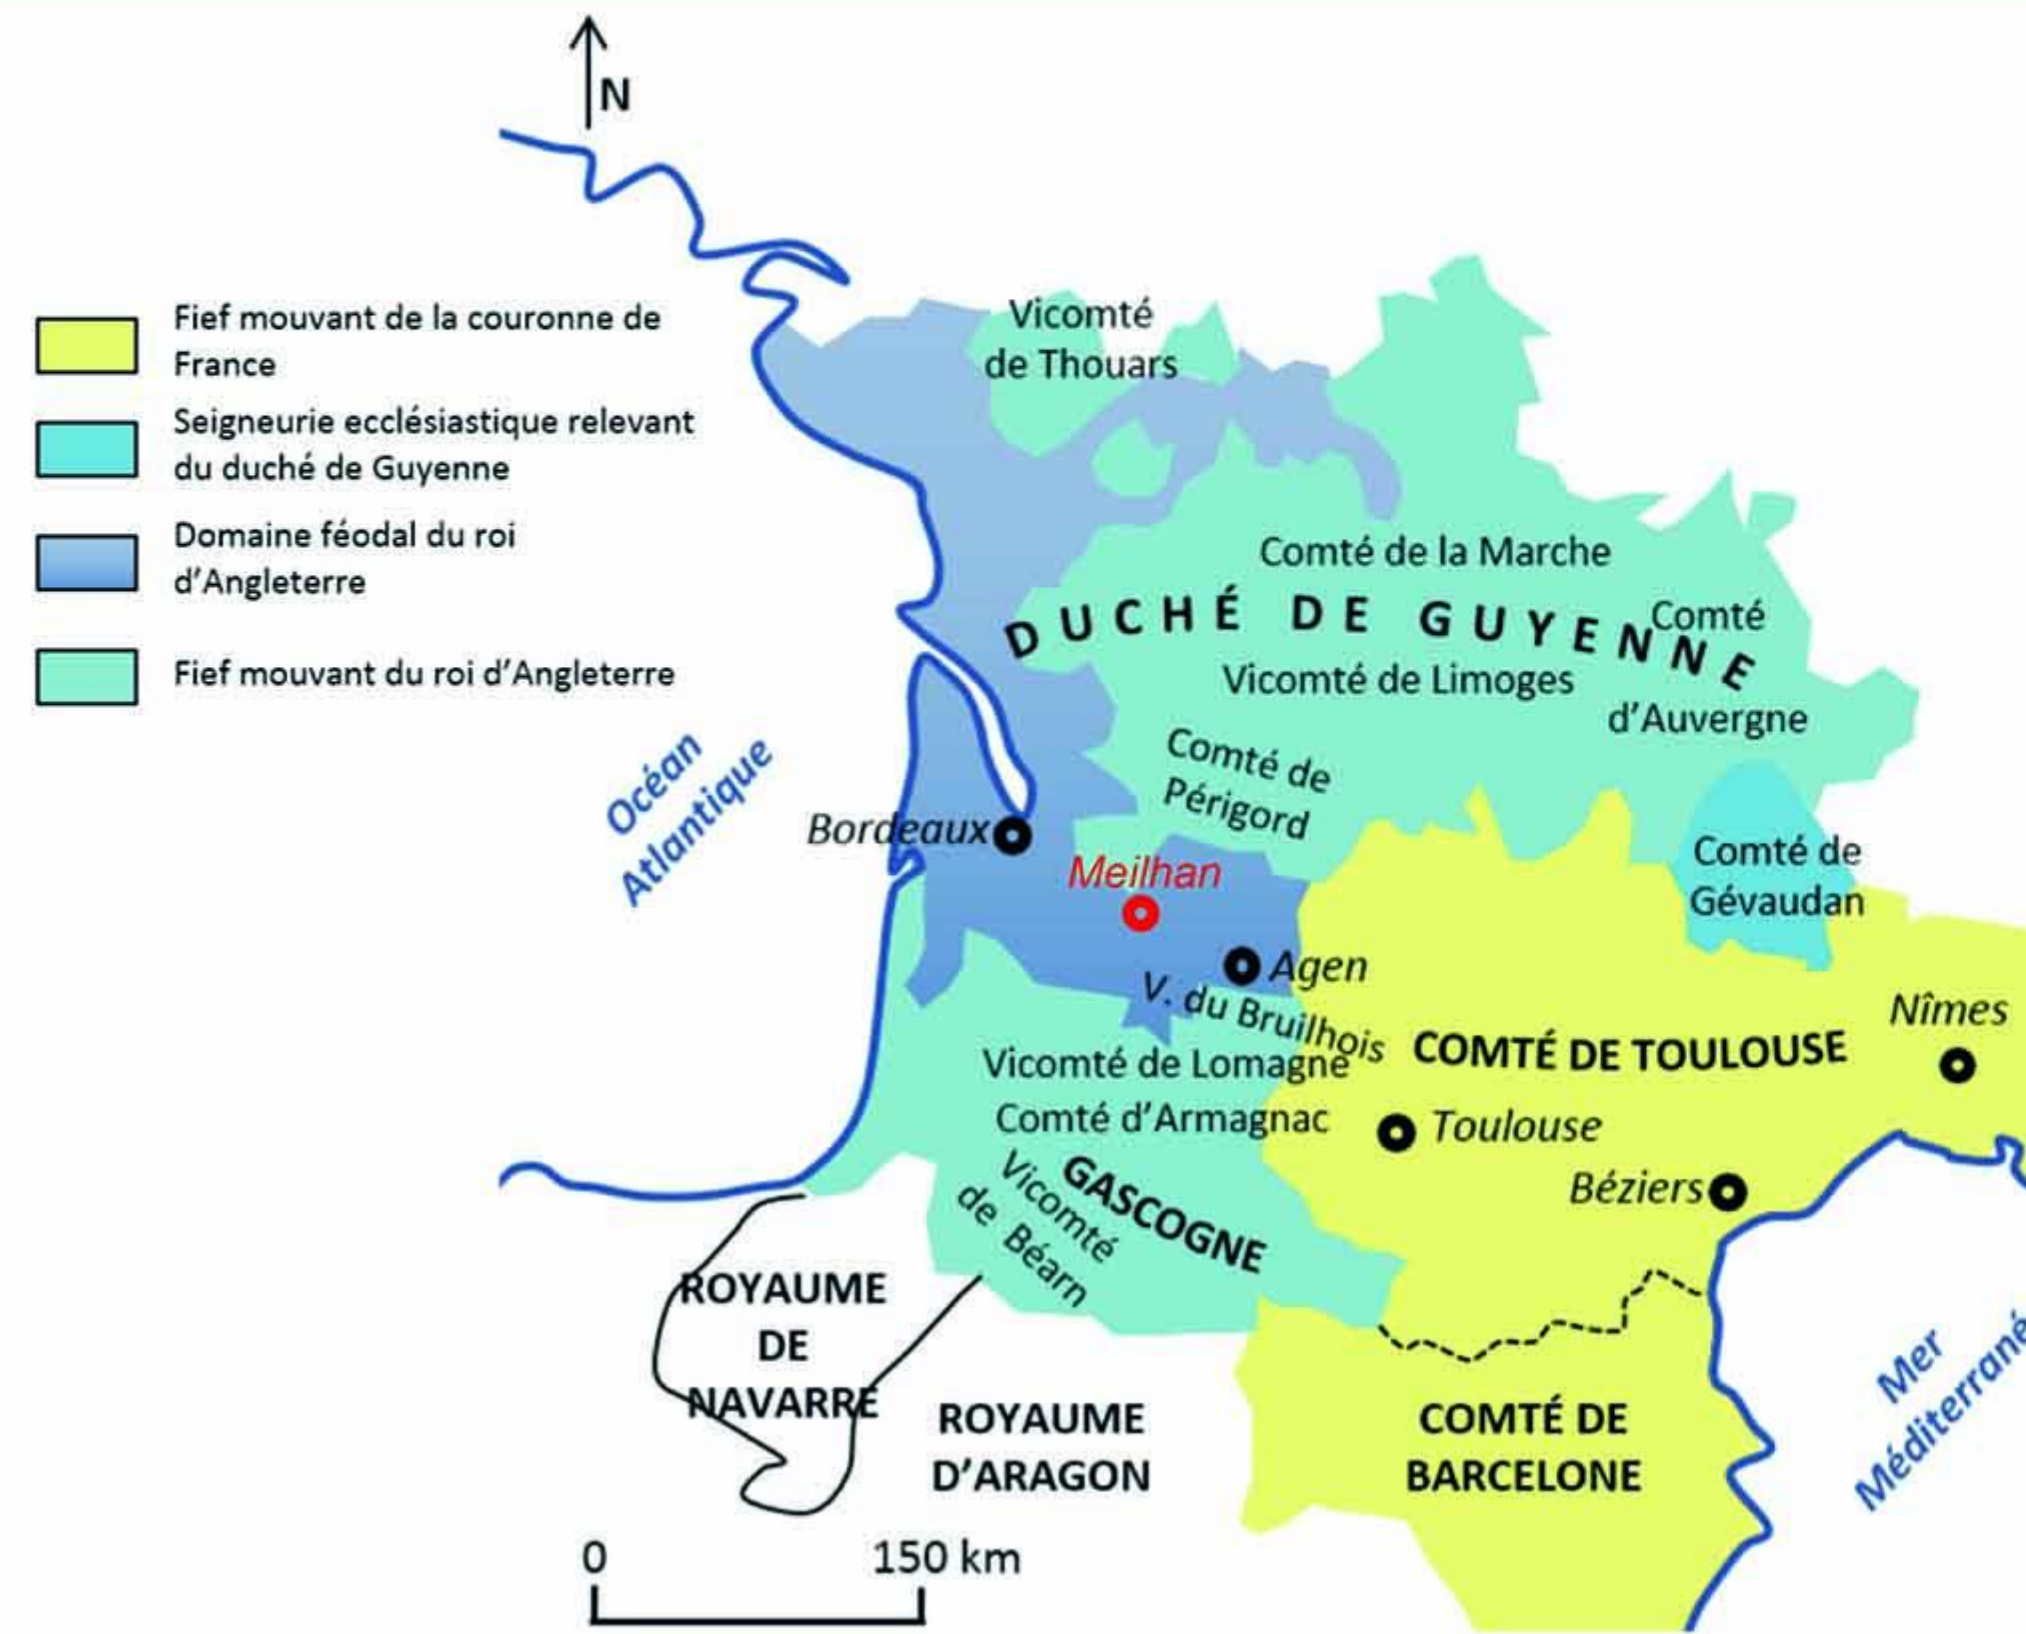 N
Fief mouvant de la couronne de
France
Seigneurie ecclésiastique relevant
du duché de Guyenne
Domaine féodal du roi
d'Angleterre
Fief mouvant du roi d'Angleterre
Vicomté
de Thouars
Comté de la Marche
DUCHÉ DE GUYENNE
Comté
d'Auvergne
Vicomté de Limoges
Comté de
Périgord
Océan
Atlantique
Bordeaux
Meilhan
Comté de
Gévaudan
Agen
V. du Bruilhois
Nîmes
COMTÉ DE TOULOUSE
Vicomté de Lomagne
Comté d'Armagnac
Toulouse
GASCOGNE
Vicomté
de Béarn
Béziers
ROYAUME
DE
NAVARRE
ROYAUME
D'ARAGON
COMTÉ DE
BARCELONE
Mer
Méditerrané
0 150 km